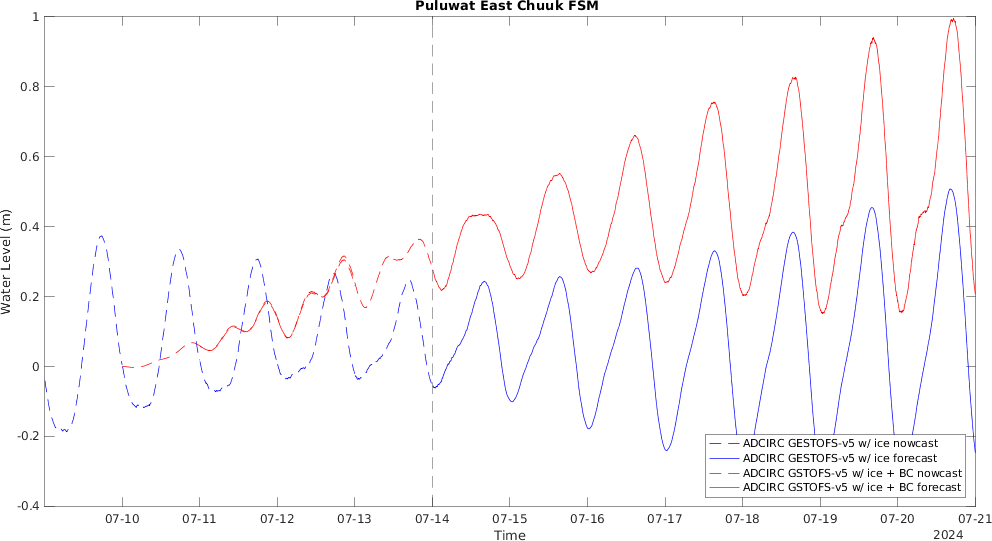 Puluwat East Chuuk FSM
Water Level (m)
1
0.8
0.6
0.4
0.2
0
-0.2
-0.4
ADCIRC GESTOFS-v5 w/ ice nowcast
ADCIRC GESTOFS-v5 w/ ice forecast
ADCIRC GSTOFS-v5 w/ ice + BC nowcast
ADCIRC GSTOFS-v5 w/ ice + BC forecast
07-10 07-11 07-12 07-13 07-14 07-15 07-16 07-17 07-18 07-19 07-20 07-21
Time
2024